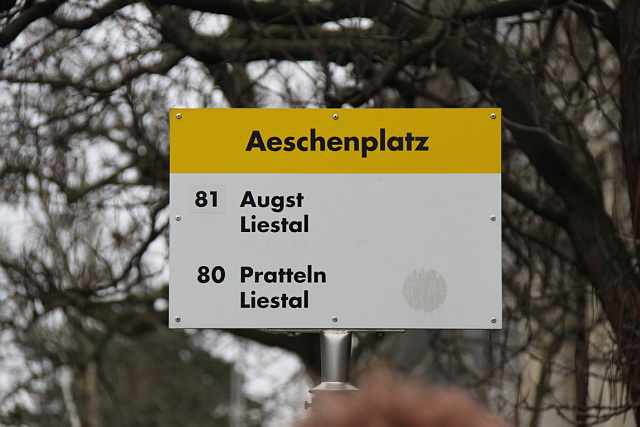 Aeschenplatz
81 Augst
Liestal
80 Pratteln
Liestal